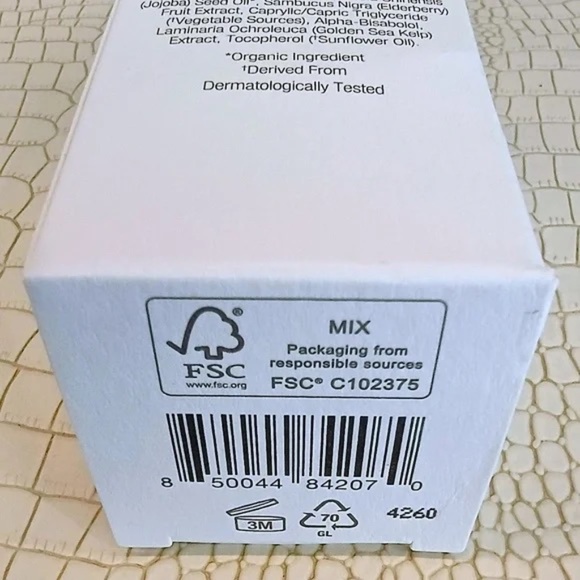 (Jojoba) Seed Oil*, Sambucus Nigra (Elderberry)
Fruit Extract, Caprylic/Capric Triglyceride
(†Vegetable Sources), Alpha-Bisabolol,
Laminaria Ochroleuca (Golden Sea Kelp)
Extract, Tocopherol (†Sunflower Oil).
*Organic Ingredient
†Derived From
Dermatologically Tested
FSC®
www.fsc.org
MIX
Packaging from
responsible sources
FSC® C102375
8 50044 84207 0
3M
70
GL
4260